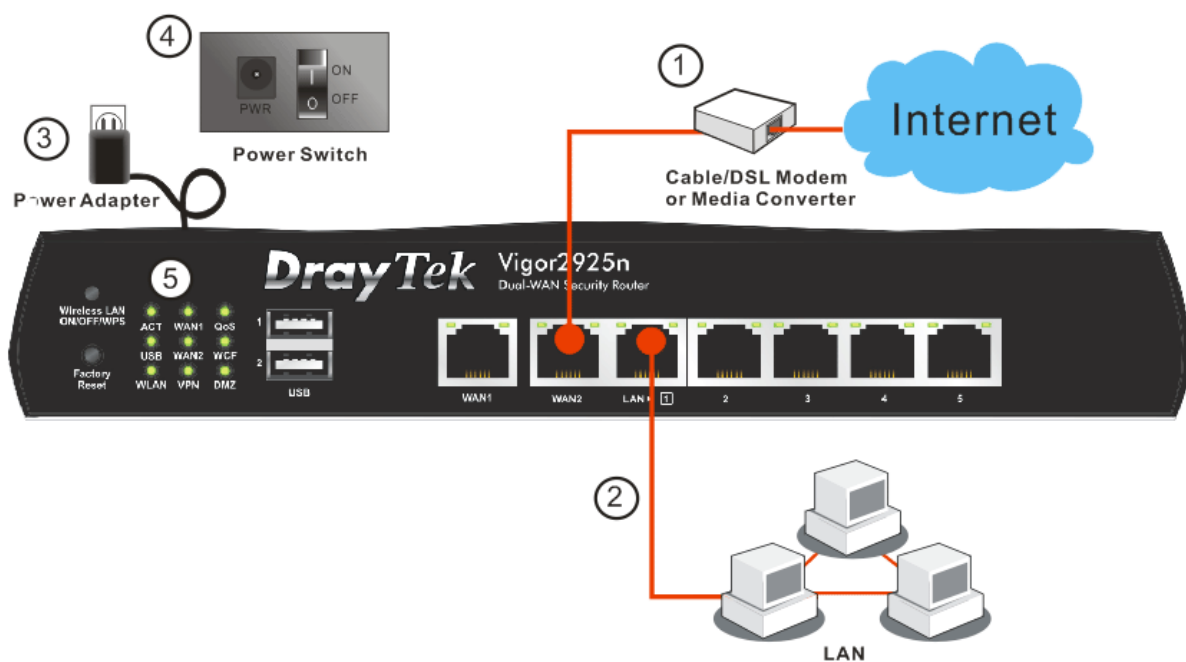 4
ON
OFF
PWR
Power Switch
3
Power Adapter
1
Internet
Cable/DSL Modem
or Media Converter
5
DrayTek
Vigor2925n
Dual-WAN Security Router
Wireless LAN
ON/OFF/WPS
Factory
Reset
ACT WAN1 QoS
USB WAN2 WCF
WLAN VPN DMZ
1
2
USB
WAN1
WAN2
LAN 1
2
3
4
5
2
LAN